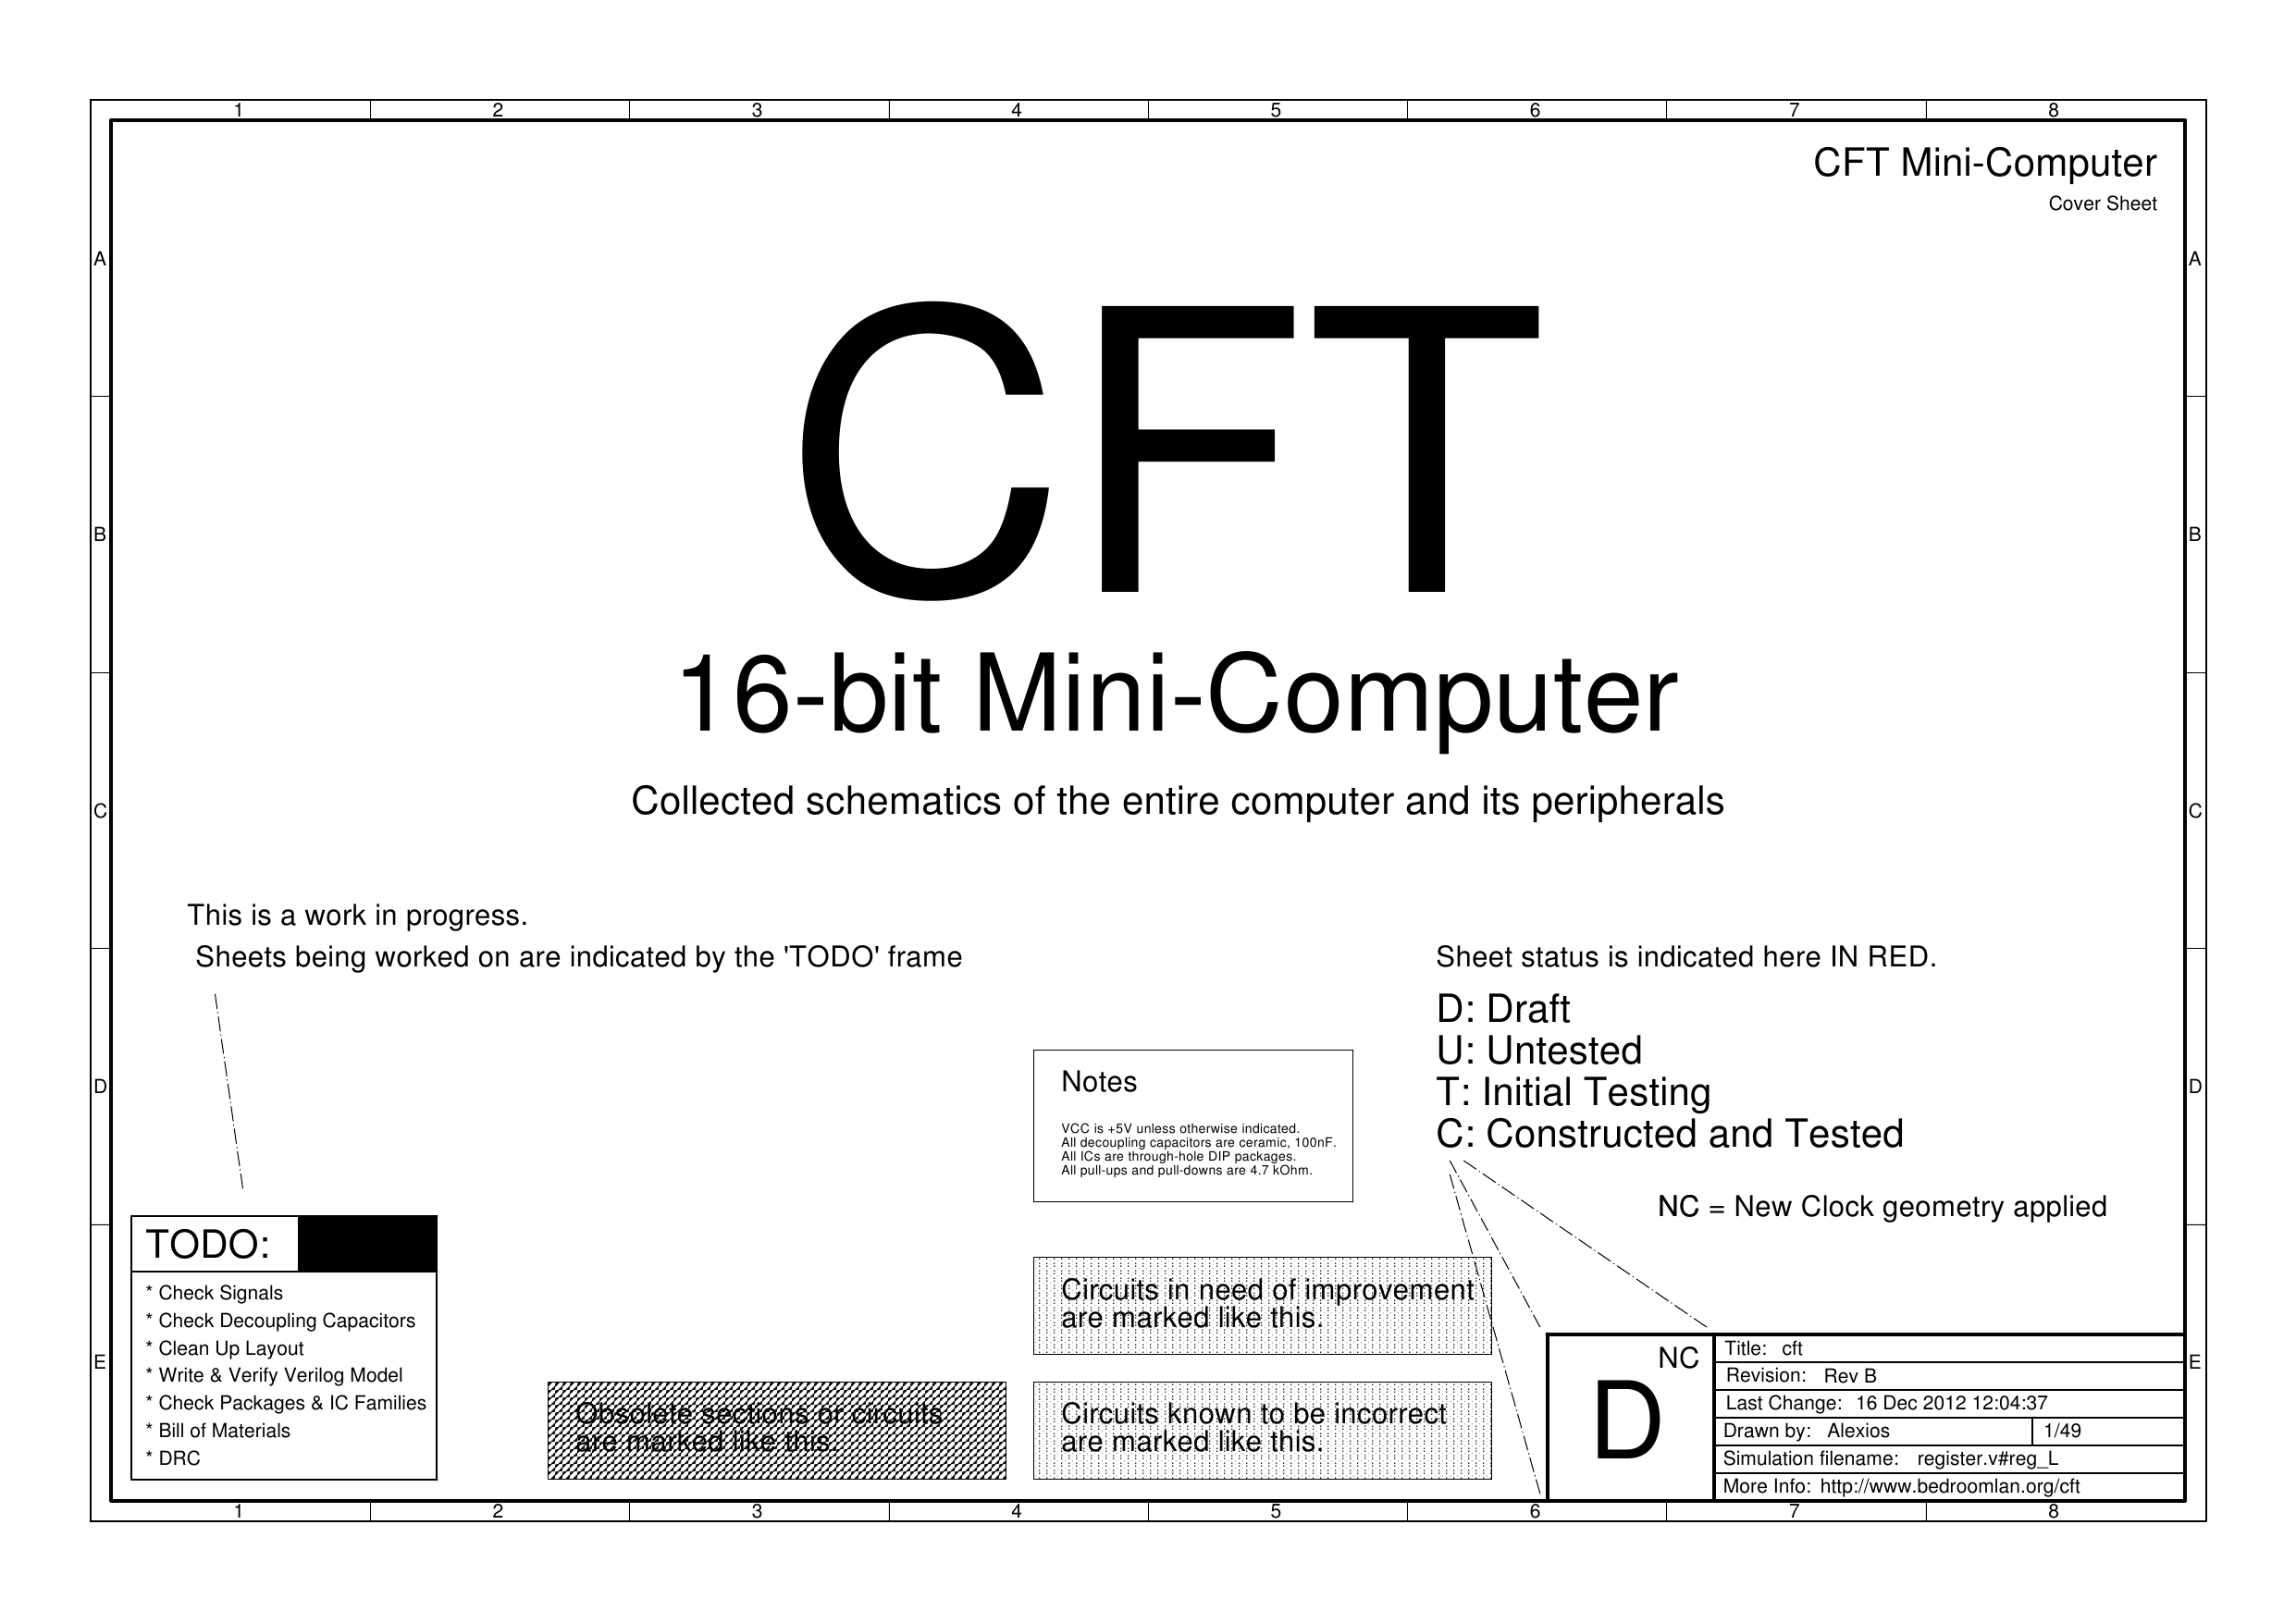 1 2 3 4 5 6 7 8
CFT Mini-Computer
Cover Sheet
A A
CFT
B B
16-bit Mini-Computer
Collected schematics of the entire computer and its peripherals
C C
This is a work in progress.
Sheets being worked on are indicated by the 'TODO' frame
Sheet status is indicated here IN RED.
D: Draft
U: Untested
T: Initial Testing
C: Constructed and Tested
D D
Notes
VCC is +5V unless otherwise indicated.
All decoupling capacitors are ceramic, 100nF.
All ICs are through-hole DIP packages.
All pull-ups and pull-downs are 4.7 kOhm.
NC = New Clock geometry applied
TODO:
* Check Signals
* Check Decoupling Capacitors
* Clean Up Layout
* Write & Verify Verilog Model
* Check Packages & IC Families
* Bill of Materials
* DRC
Circuits in need of improvement
are marked like this.
Obsolete sections or circuits
are marked like this.
Circuits known to be incorrect
are marked like this.
E E
NC
D
Title: cft
Revision: Rev B
Last Change: 16 Dec 2012 12:04:37
Drawn by: Alexios 1/49
Simulation filename: register.v#reg_L
More Info: http://www.bedroomlan.org/cft
1 2 3 4 5 6 7 8